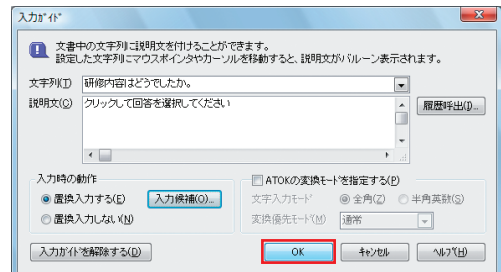 入力ｶﾞｲﾄﾞ
文書中の文字列に説明文を付けることができます。
設定した文字列にマウスポインタやカーソルを移動すると、説明文がバルーン表示されます。
文字列(T) 研修内容はどうでしたか。
説明文(C) クリックして回答を選択してください 履歴呼出(J)...
入力時の動作
置換入力する(E) 入力候補(O)...
置換入力しない(N)
ATOKの変換ﾓｰﾄﾞを指定する(P)
文字入力ﾓｰﾄﾞ 全角(Z) 半角英数(S)
変換優先ﾓｰﾄﾞ(M) 通常
入力ｶﾞｲﾄﾞを解除する(D) OK ｷｬﾝｾﾙ ﾍﾙﾌﾟ(H)